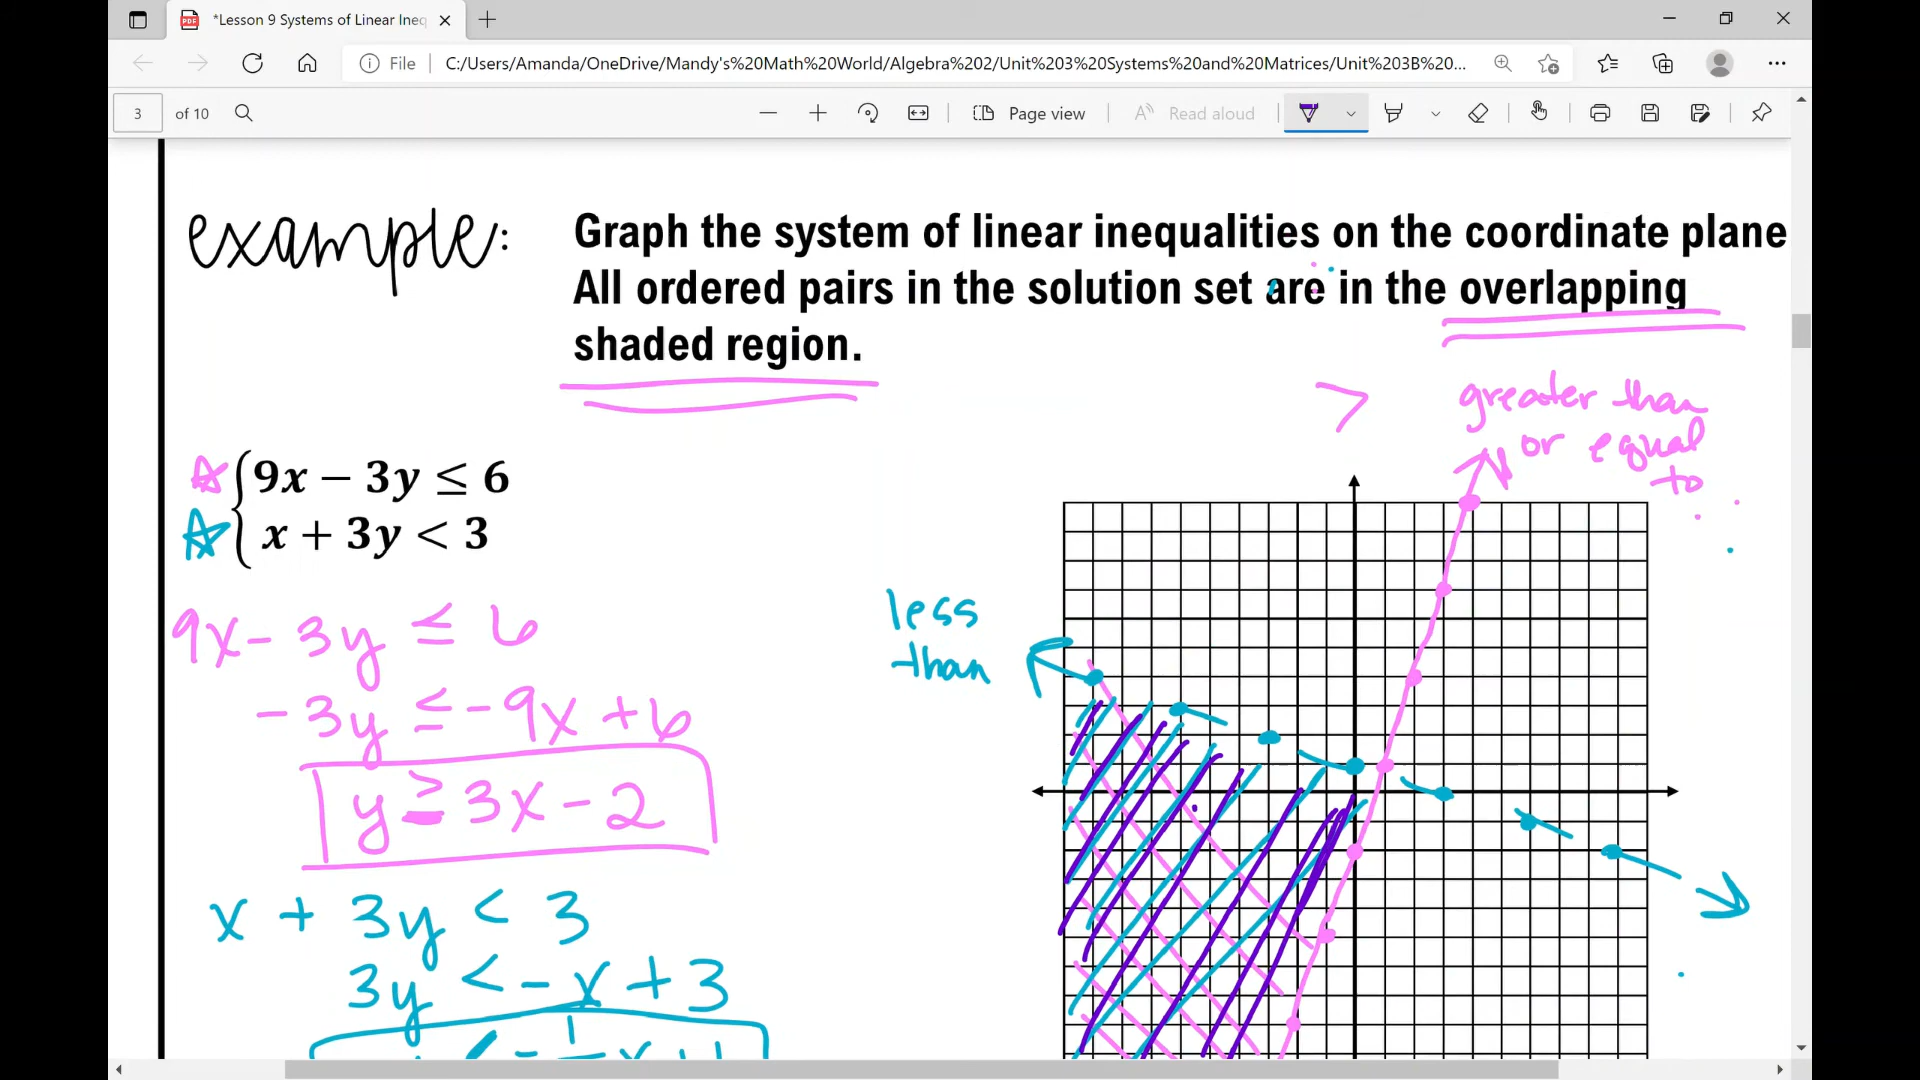 *Lesson 9 Systems of Linear Ineq
File
C:/Users/Amanda/OneDrive/Mandy's%20Math%20World/Algebra%202/Unit%203%20Systems%20and%20Matrices/Unit%203B%20...
3 of 10
Page view
Read aloud
example:
Graph the system of linear inequalities on the coordinate plane
All ordered pairs in the solution set are in the overlapping
shaded region.
>
greater than
or equal
to
9x − 3y ≤ 6
x + 3y < 3
less
than
9x - 3y ≤ 6
-3y ≤ -9x + 6
y ≥ 3x - 2
x + 3y < 3
3y < -x + 3